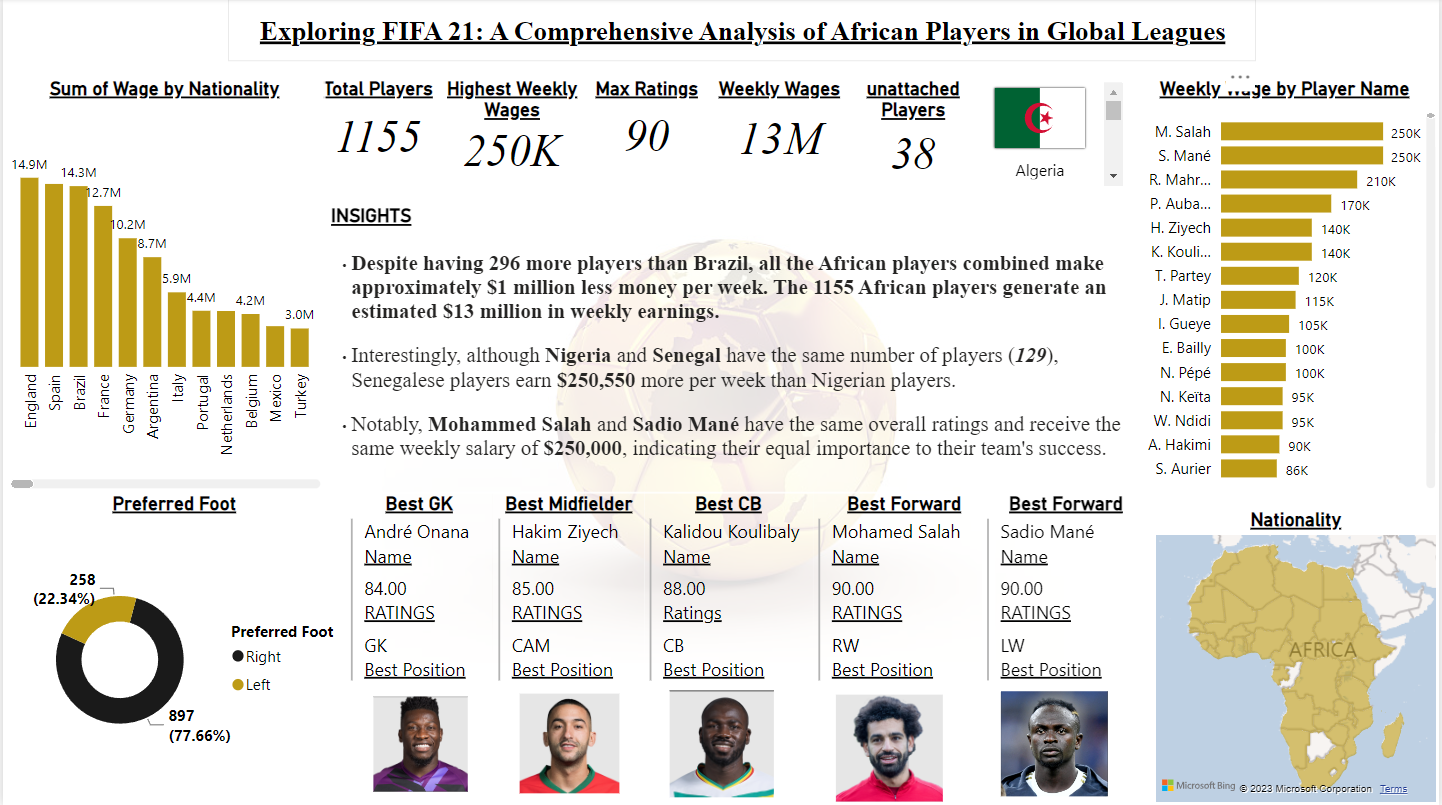 Exploring FIFA 21: A Comprehensive Analysis of African Players in Global Leagues
Sum of Wage by Nationality
14.9M
14.3M
12.7M
10.2M
8.7M
5.9M
4.4M
4.2M
3.0M
England
Spain
Brazil
France
Germany
Argentina
Italy
Portugal
Netherlands
Belgium
Mexico
Turkey
Total Players
1155
Highest Weekly
Wages
250K
Max Ratings
90
Weekly Wages
13M
unattached
Players
38
Algeria
Weekly Wage by Player Name
M. Salah 250K
S. Mané 250K
R. Mahr... 210K
P. Auba... 170K
H. Ziyech 140K
K. Kouli... 140K
T. Partey 120K
J. Matip 115K
I. Gueye 105K
E. Bailly 100K
N. Pépé 100K
N. Keïta 95K
W. Ndidi 95K
A. Hakimi 90K
S. Aurier 86K
INSIGHTS
• Despite having 296 more players than Brazil, all the African players combined make
approximately $1 million less money per week. The 1155 African players generate an
estimated $13 million in weekly earnings.
• Interestingly, although Nigeria and Senegal have the same number of players (129),
Senegalese players earn $250,550 more per week than Nigerian players.
• Notably, Mohammed Salah and Sadio Mané have the same overall ratings and receive the
same weekly salary of $250,000, indicating their equal importance to their team's success.
Preferred Foot
258
(22.34%)
897
(77.66%)
Preferred Foot
Right
Left
Best GK
André Onana
Name
84.00
RATINGS
GK
Best Position
Best Midfielder
Hakim Ziyech
Name
85.00
RATINGS
CAM
Best Position
Best CB
Kalidou Koulibaly
Name
88.00
Ratings
CB
Best Position
Best Forward
Mohamed Salah
Name
90.00
RATINGS
RW
Best Position
Best Forward
Sadio Mané
Name
90.00
RATINGS
LW
Best Position
Nationality
AFRICA
Microsoft Bing
© 2023 Microsoft Corporation Terms